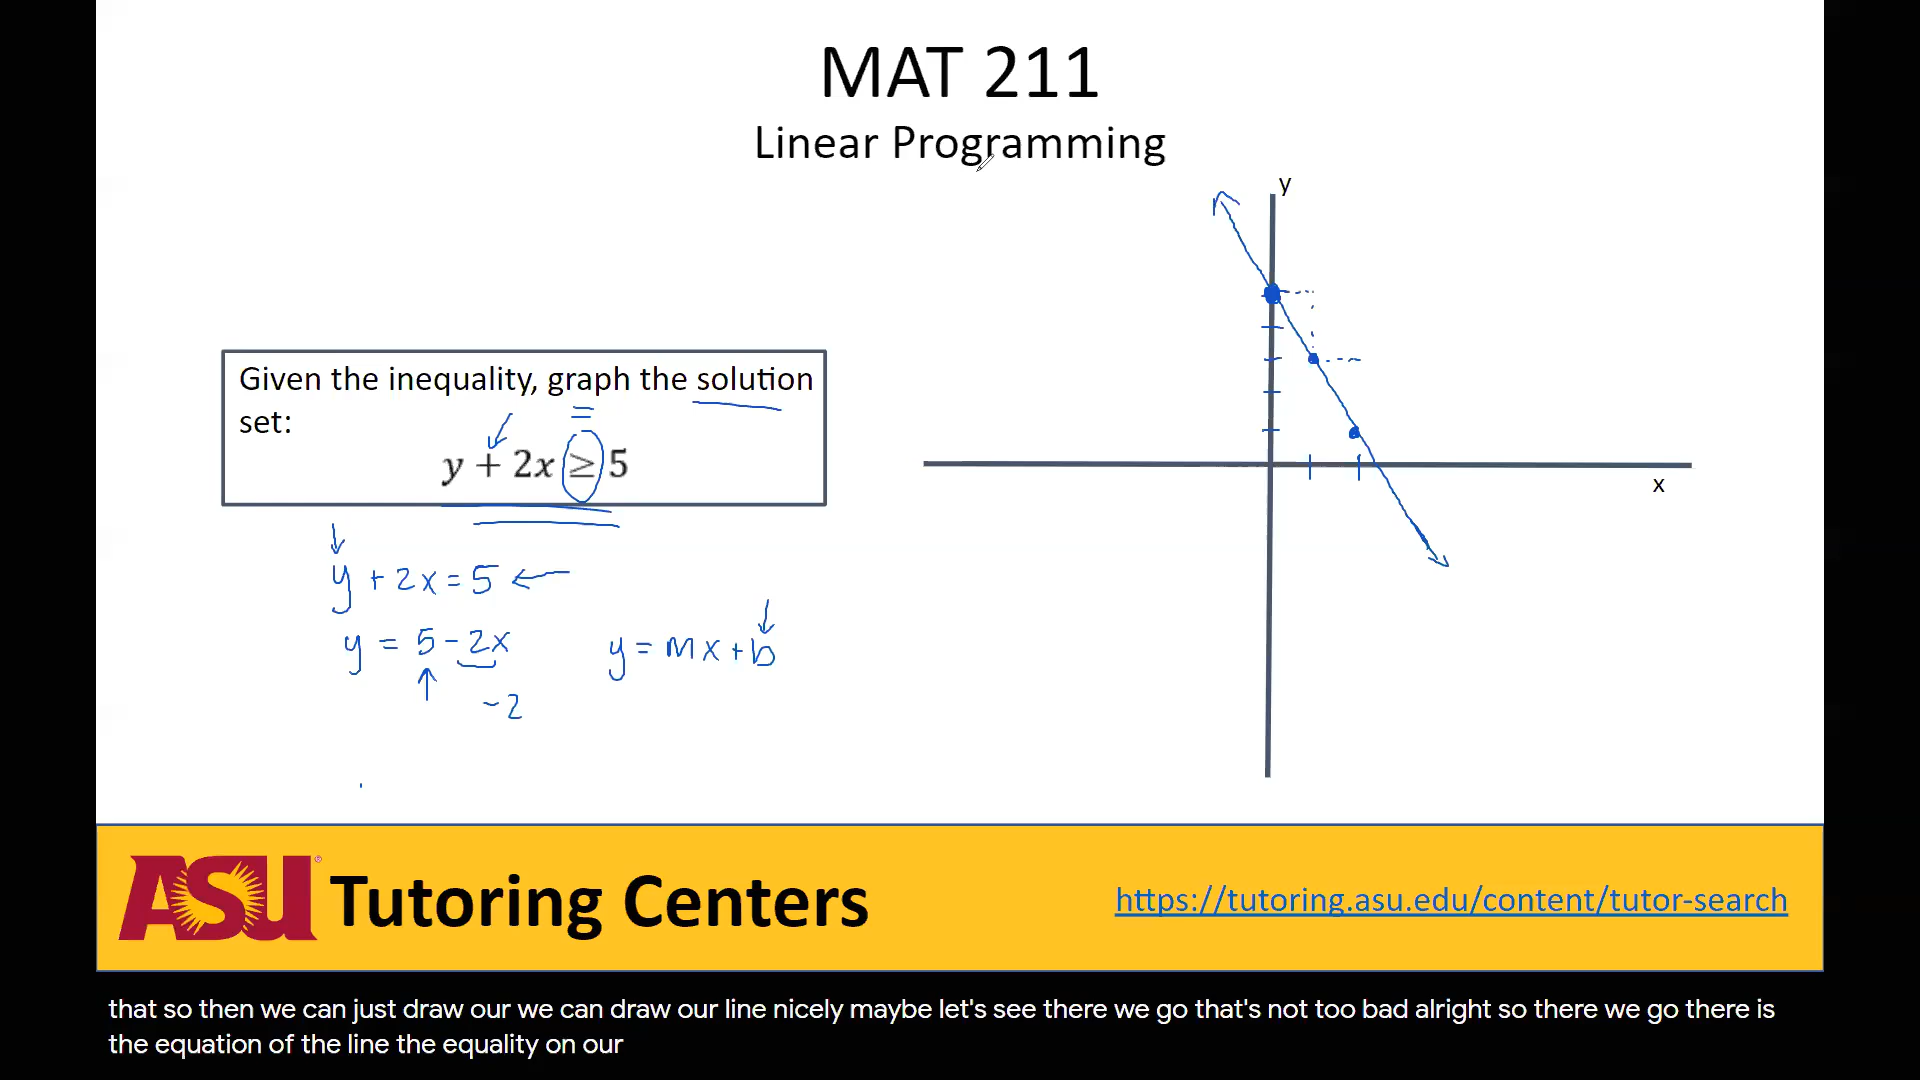 MAT 211
Linear Programming
y
Given the inequality, graph the solution
set:
=
y + 2x ≥ 5
x
y + 2x = 5
y = 5 - 2x
y = mx + b
-2
ASU® Tutoring Centers
https://tutoring.asu.edu/content/tutor-search
that so then we can just draw our we can draw our line nicely maybe let's see there we go that's not too bad alright so there we go there is
the equation of the line the equality on our